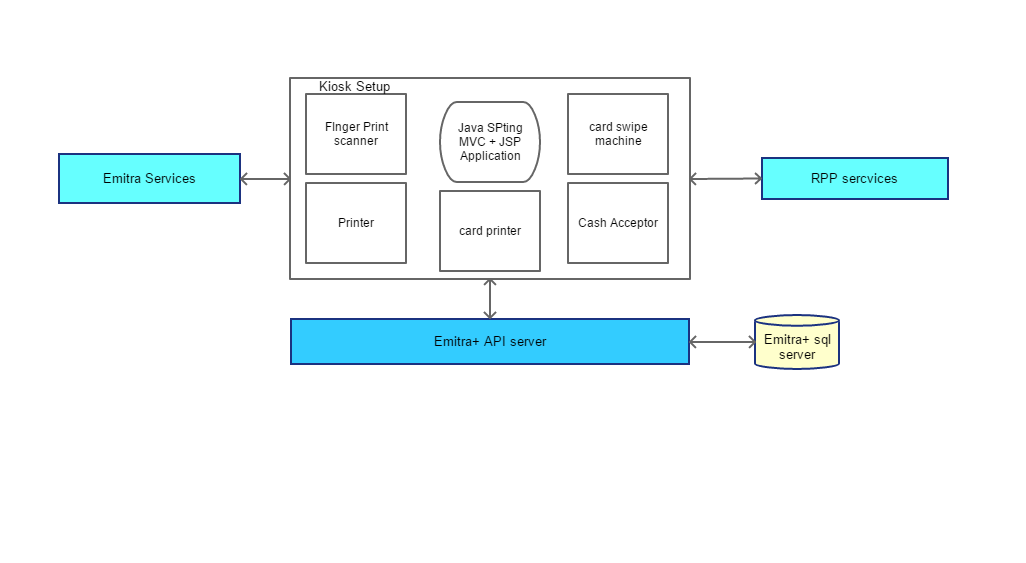 Kiosk Setup
FInger Print
scanner
Java SPting
MVC + JSP
Application
card swipe
machine
Emitra Services
RPP sercvices
Printer
card printer
Cash Acceptor
Emitra+ API server
Emitra+ sql
server